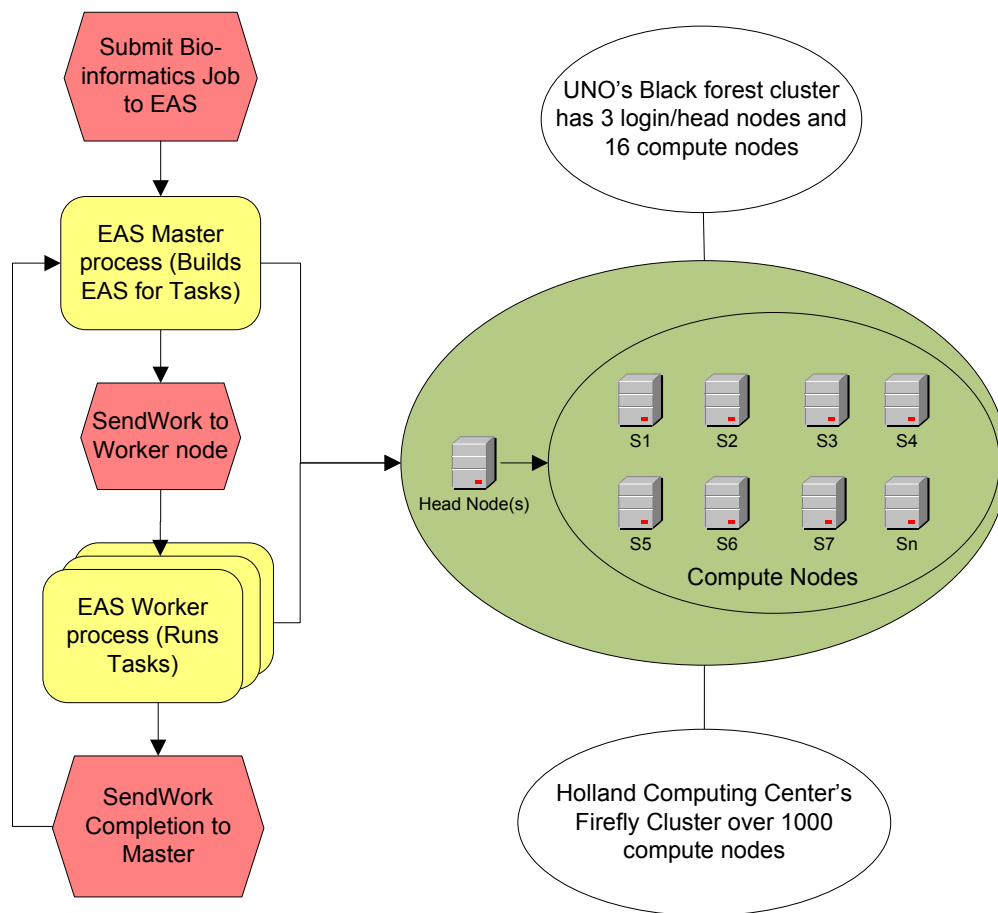 Submit Bio-
informatics Job
to EAS
EAS Master
process (Builds
EAS for Tasks)
SendWork to
Worker node
EAS Worker
process (Runs
Tasks)
SendWork
Completion to
Master
UNO's Black forest cluster
has 3 login/head nodes and
16 compute nodes
Head Node(s)
S1
S2
S3
S4
S5
S6
S7
Sn
Compute Nodes
Holland Computing Center's
Firefly Cluster over 1000
compute nodes